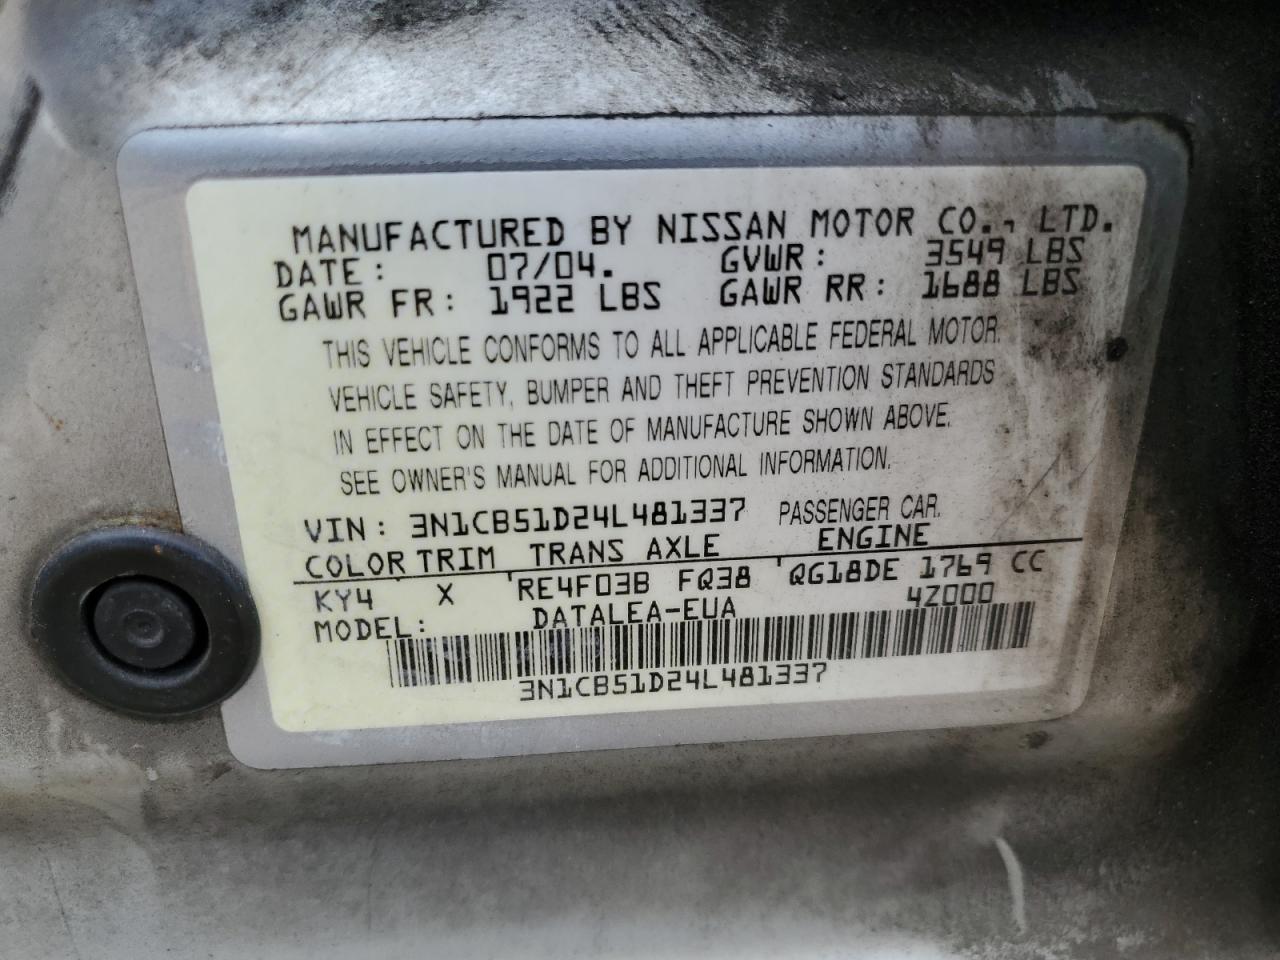 MANUFACTURED BY NISSAN MOTOR CO., LTD.
DATE: 07/04. GVWR: 3549 LBS
GAWR FR: 1922 LBS GAWR RR: 1688 LBS
THIS VEHICLE CONFORMS TO ALL APPLICABLE FEDERAL MOTOR
VEHICLE SAFETY, BUMPER AND THEFT PREVENTION STANDARDS
IN EFFECT ON THE DATE OF MANUFACTURE SHOWN ABOVE.
SEE OWNER'S MANUAL FOR ADDITIONAL INFORMATION.
VIN: 3N1CB51D24L481337 PASSENGER CAR.
COLOR TRIM TRANS AXLE ENGINE
KY4 X RE4F03B FQ38 QG18DE 1769 CC
MODEL: DATALEA-EUA 4Z000
3N1CB51D24L481337